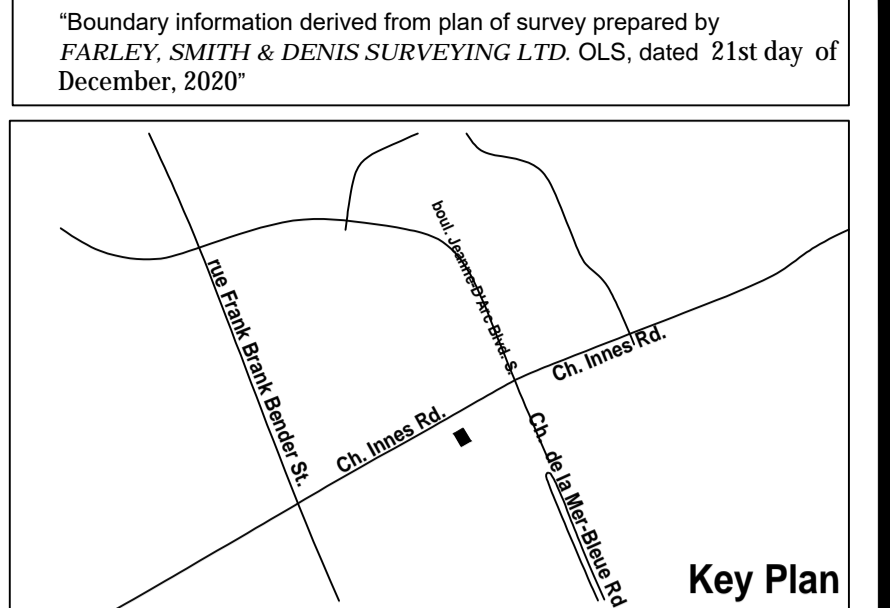 “Boundary information derived from plan of survey prepared by
FARLEY, SMITH & DENIS SURVEYING LTD. OLS, dated 21st day of
December, 2020”
boul. Jeanne-D'Arc Blvd. S.
rue Frank Brank Bender St.
Ch. Innes Rd.
Ch. Innes Rd.
Ch. de la Mer-Bleue Rd
Key Plan